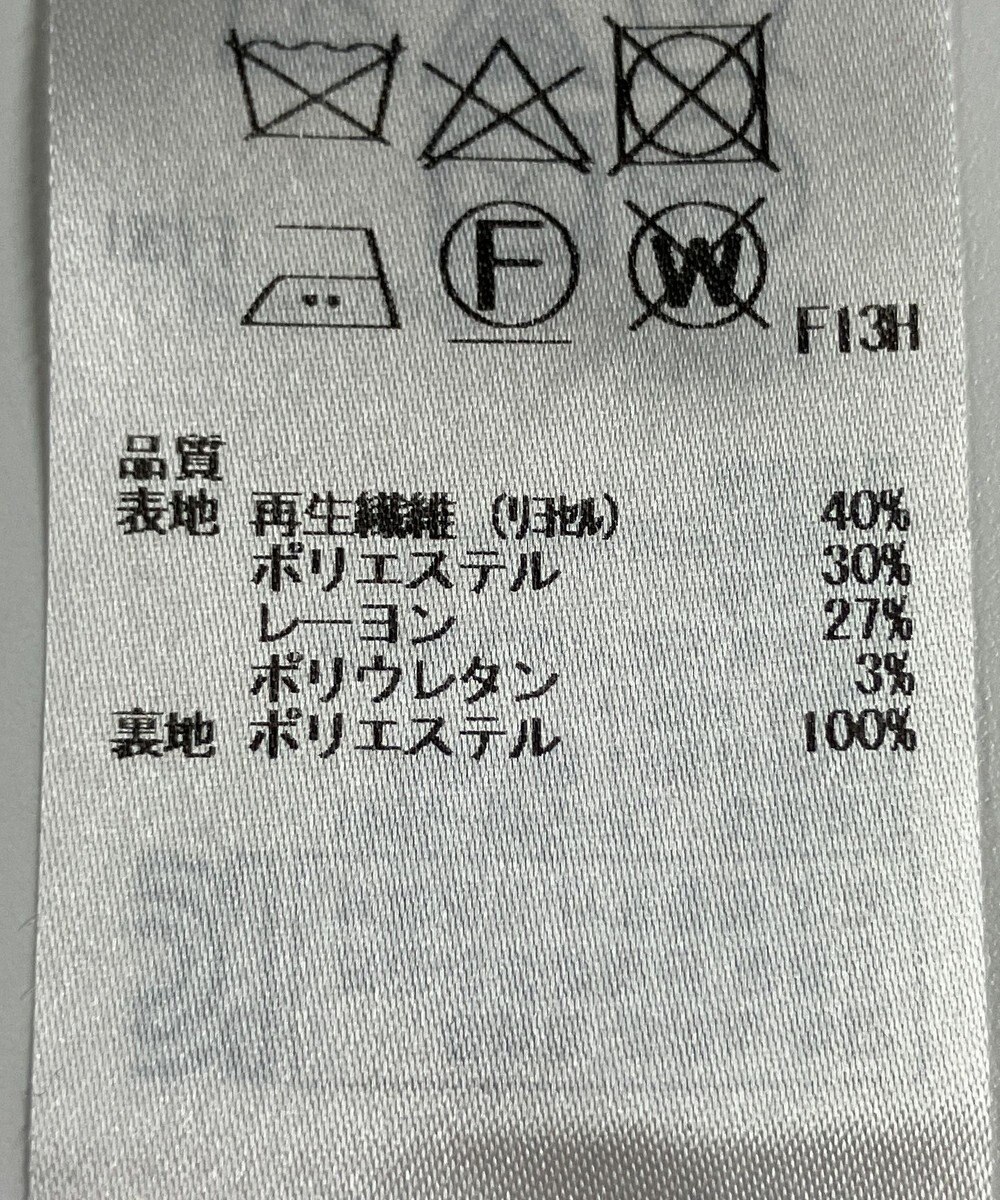 F
W
F13H
品質
表地 再生繊維 (リヨセル) 40%
ポリエステル 30%
レーヨン 27%
ポリウレタン 3%
裏地 ポリエステル 100%